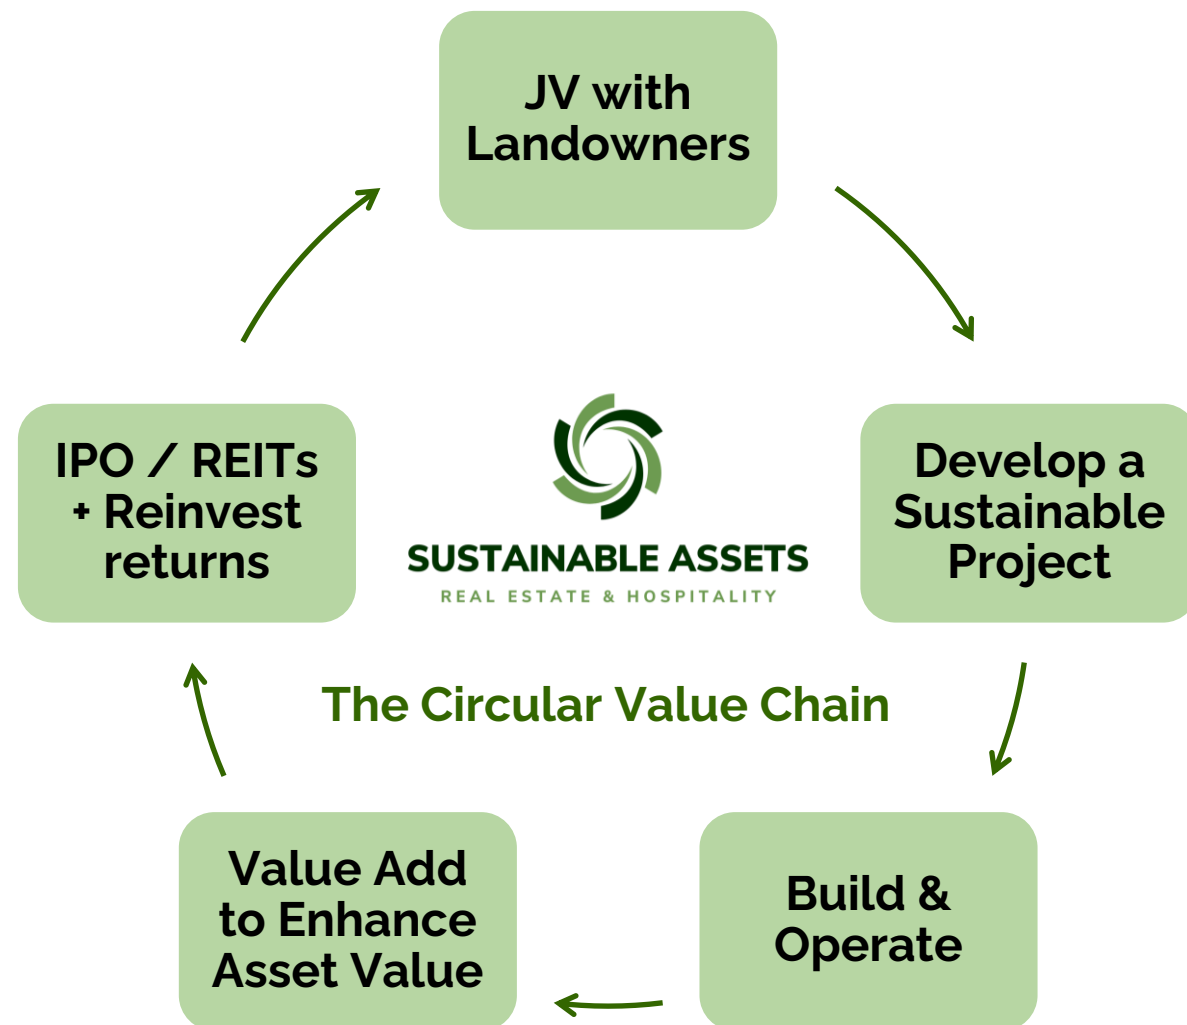 JV with
Landowners
Develop a
Sustainable
Project
Build &
Operate
Value Add
to Enhance
Asset Value
IPO / REITs
+ Reinvest
returns
SUSTAINABLE ASSETS
REAL ESTATE & HOSPITALITY
The Circular Value Chain